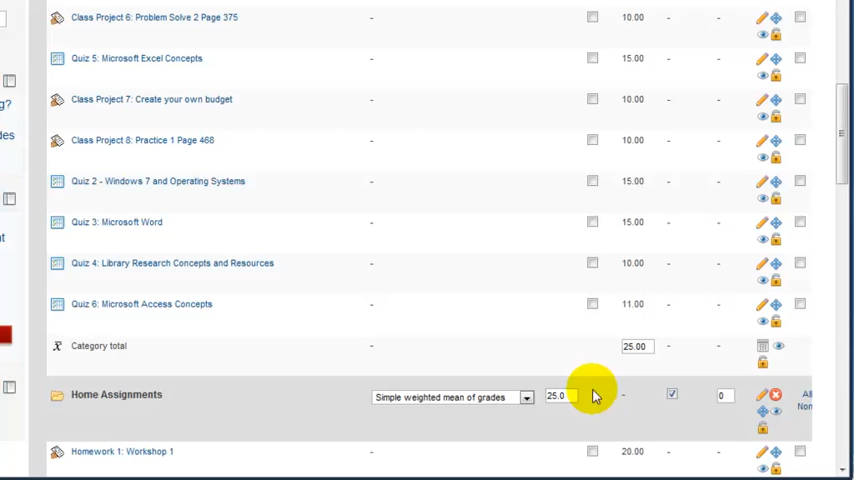 Class Project 6: Problem Solve 2 Page 375 - 10.00 - -
Quiz 5: Microsoft Excel Concepts - 15.00 - -
g?
Class Project 7: Create your own budget - 10.00 - -
des
Class Project 8: Practice 1 Page 468 - 10.00 - -
Quiz 2 - Windows 7 and Operating Systems - 15.00 - -
Quiz 3: Microsoft Word - 15.00 - -
t
Quiz 4: Library Research Concepts and Resources - 10.00 - -
Quiz 6: Microsoft Access Concepts - 11.00 - -
x̄ Category total - 25.00 - -
Home Assignments Simple weighted mean of grades 25.0 - 0 All
Non
Homework 1: Workshop 1 - 20.00 - -